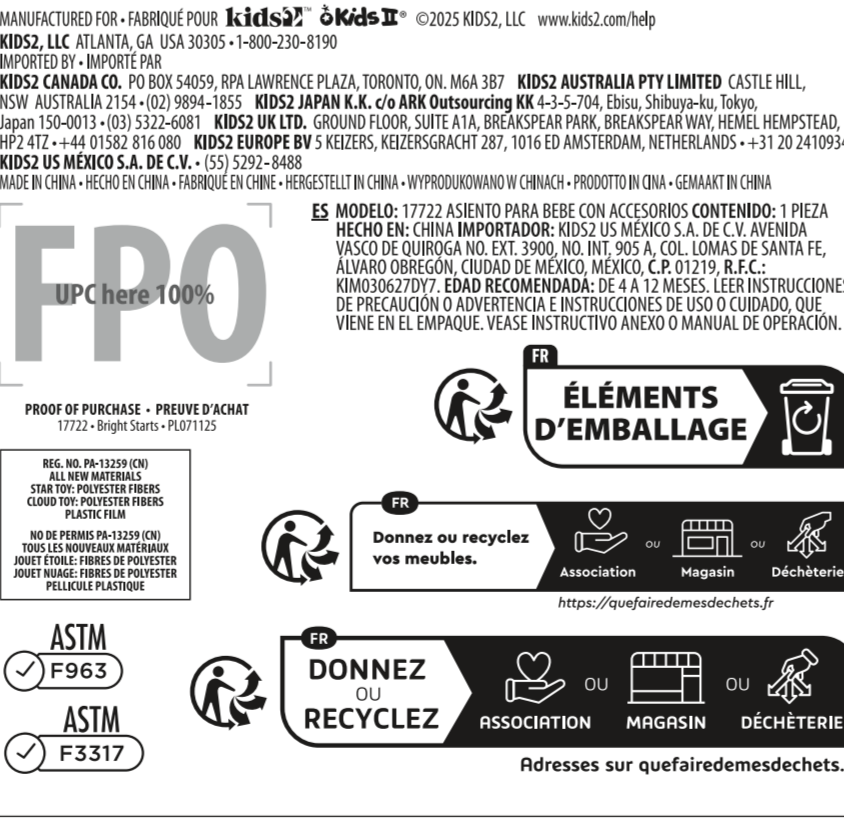 MANUFACTURED FOR • FABRIQUÉ POUR kids2™ Kids II® ©2025 KIDS2, LLC www.kids2.com/help
KIDS2, LLC ATLANTA, GA USA 30305 • 1-800-230-8190
IMPORTED BY • IMPORTÉ PAR
KIDS2 CANADA CO. PO BOX 54059, RPA LAWRENCE PLAZA, TORONTO, ON. M6A 3B7 KIDS2 AUSTRALIA PTY LIMITED CASTLE HILL,
NSW AUSTRALIA 2154 • (02) 9894-1855 KIDS2 JAPAN K.K. c/o ARK Outsourcing KK 4-3-5-704, Ebisu, Shibuya-ku, Tokyo,
Japan 150-0013 • (03) 5322-6081 KIDS2 UK LTD. GROUND FLOOR, SUITE A1A, BREAKSPEAR PARK, BREAKSPEAR WAY, HEMEL HEMPSTEAD,
HP2 4TZ • +44 01582 816 080 KIDS2 EUROPE BV 5 KEIZERS, KEIZERSGRACHT 287, 1016 ED AMSTERDAM, NETHERLANDS • +31 20 2410934
KIDS2 US MÉXICO S.A. DE C.V. • (55) 5292-8488
MADE IN CHINA • HECHO EN CHINA • FABRIQUÉ EN CHINE • HERGESTELLT IN CHINA • WYPRODUKOWANO W CHINACH • PRODOTTO IN CINA • GEMAAKT IN CHINA
FPO
UPC here 100%
PROOF OF PURCHASE • PREUVE D'ACHAT
17722 • Bright Starts • PL071125
ES MODELO: 17722 ASIENTO PARA BEBE CON ACCESORIOS CONTENIDO: 1 PIEZA
HECHO EN: CHINA IMPORTADOR: KIDS2 US MÉXICO S.A. DE C.V. AVENIDA
VASCO DE QUIROGA NO. EXT. 3900, NO. INT, 905 A, COL. LOMAS DE SANTA FE,
ÁLVARO OBREGÓN, CIUDAD DE MÉXICO, MÉXICO, C.P. 01219, R.F.C.:
KIM030627DY7. EDAD RECOMENDADA: DE 4 A 12 MESES. LEER INSTRUCCIONES
DE PRECAUCIÓN O ADVERTENCIA E INSTRUCCIONES DE USO O CUIDADO, QUE
VIENE EN EL EMPAQUE. VEASE INSTRUCTIVO ANEXO O MANUAL DE OPERACIÓN.
FR
ÉLÉMENTS
D'EMBALLAGE
REG. NO. PA-13259 (CN)
ALL NEW MATERIALS
STAR TOY: POLYESTER FIBERS
CLOUD TOY: POLYESTER FIBERS
PLASTIC FILM
NO DE PERMIS PA-13259 (CN)
TOUS LES NOUVEAUX MATÉRIAUX
JOUET ÉTOILE: FIBRES DE POLYESTER
JOUET NUAGE: FIBRES DE POLYESTER
PELLICULE PLASTIQUE
FR
Donnez ou recyclez
vos meubles.
Association OU Magasin OU Déchèterie
https://quefairedemesdechets.fr
ASTM
F963
ASTM
F3317
FR
DONNEZ
OU
RECYCLEZ
ASSOCIATION OU MAGASIN OU DÉCHÈTERIE
Adresses sur quefairedemesdechets.